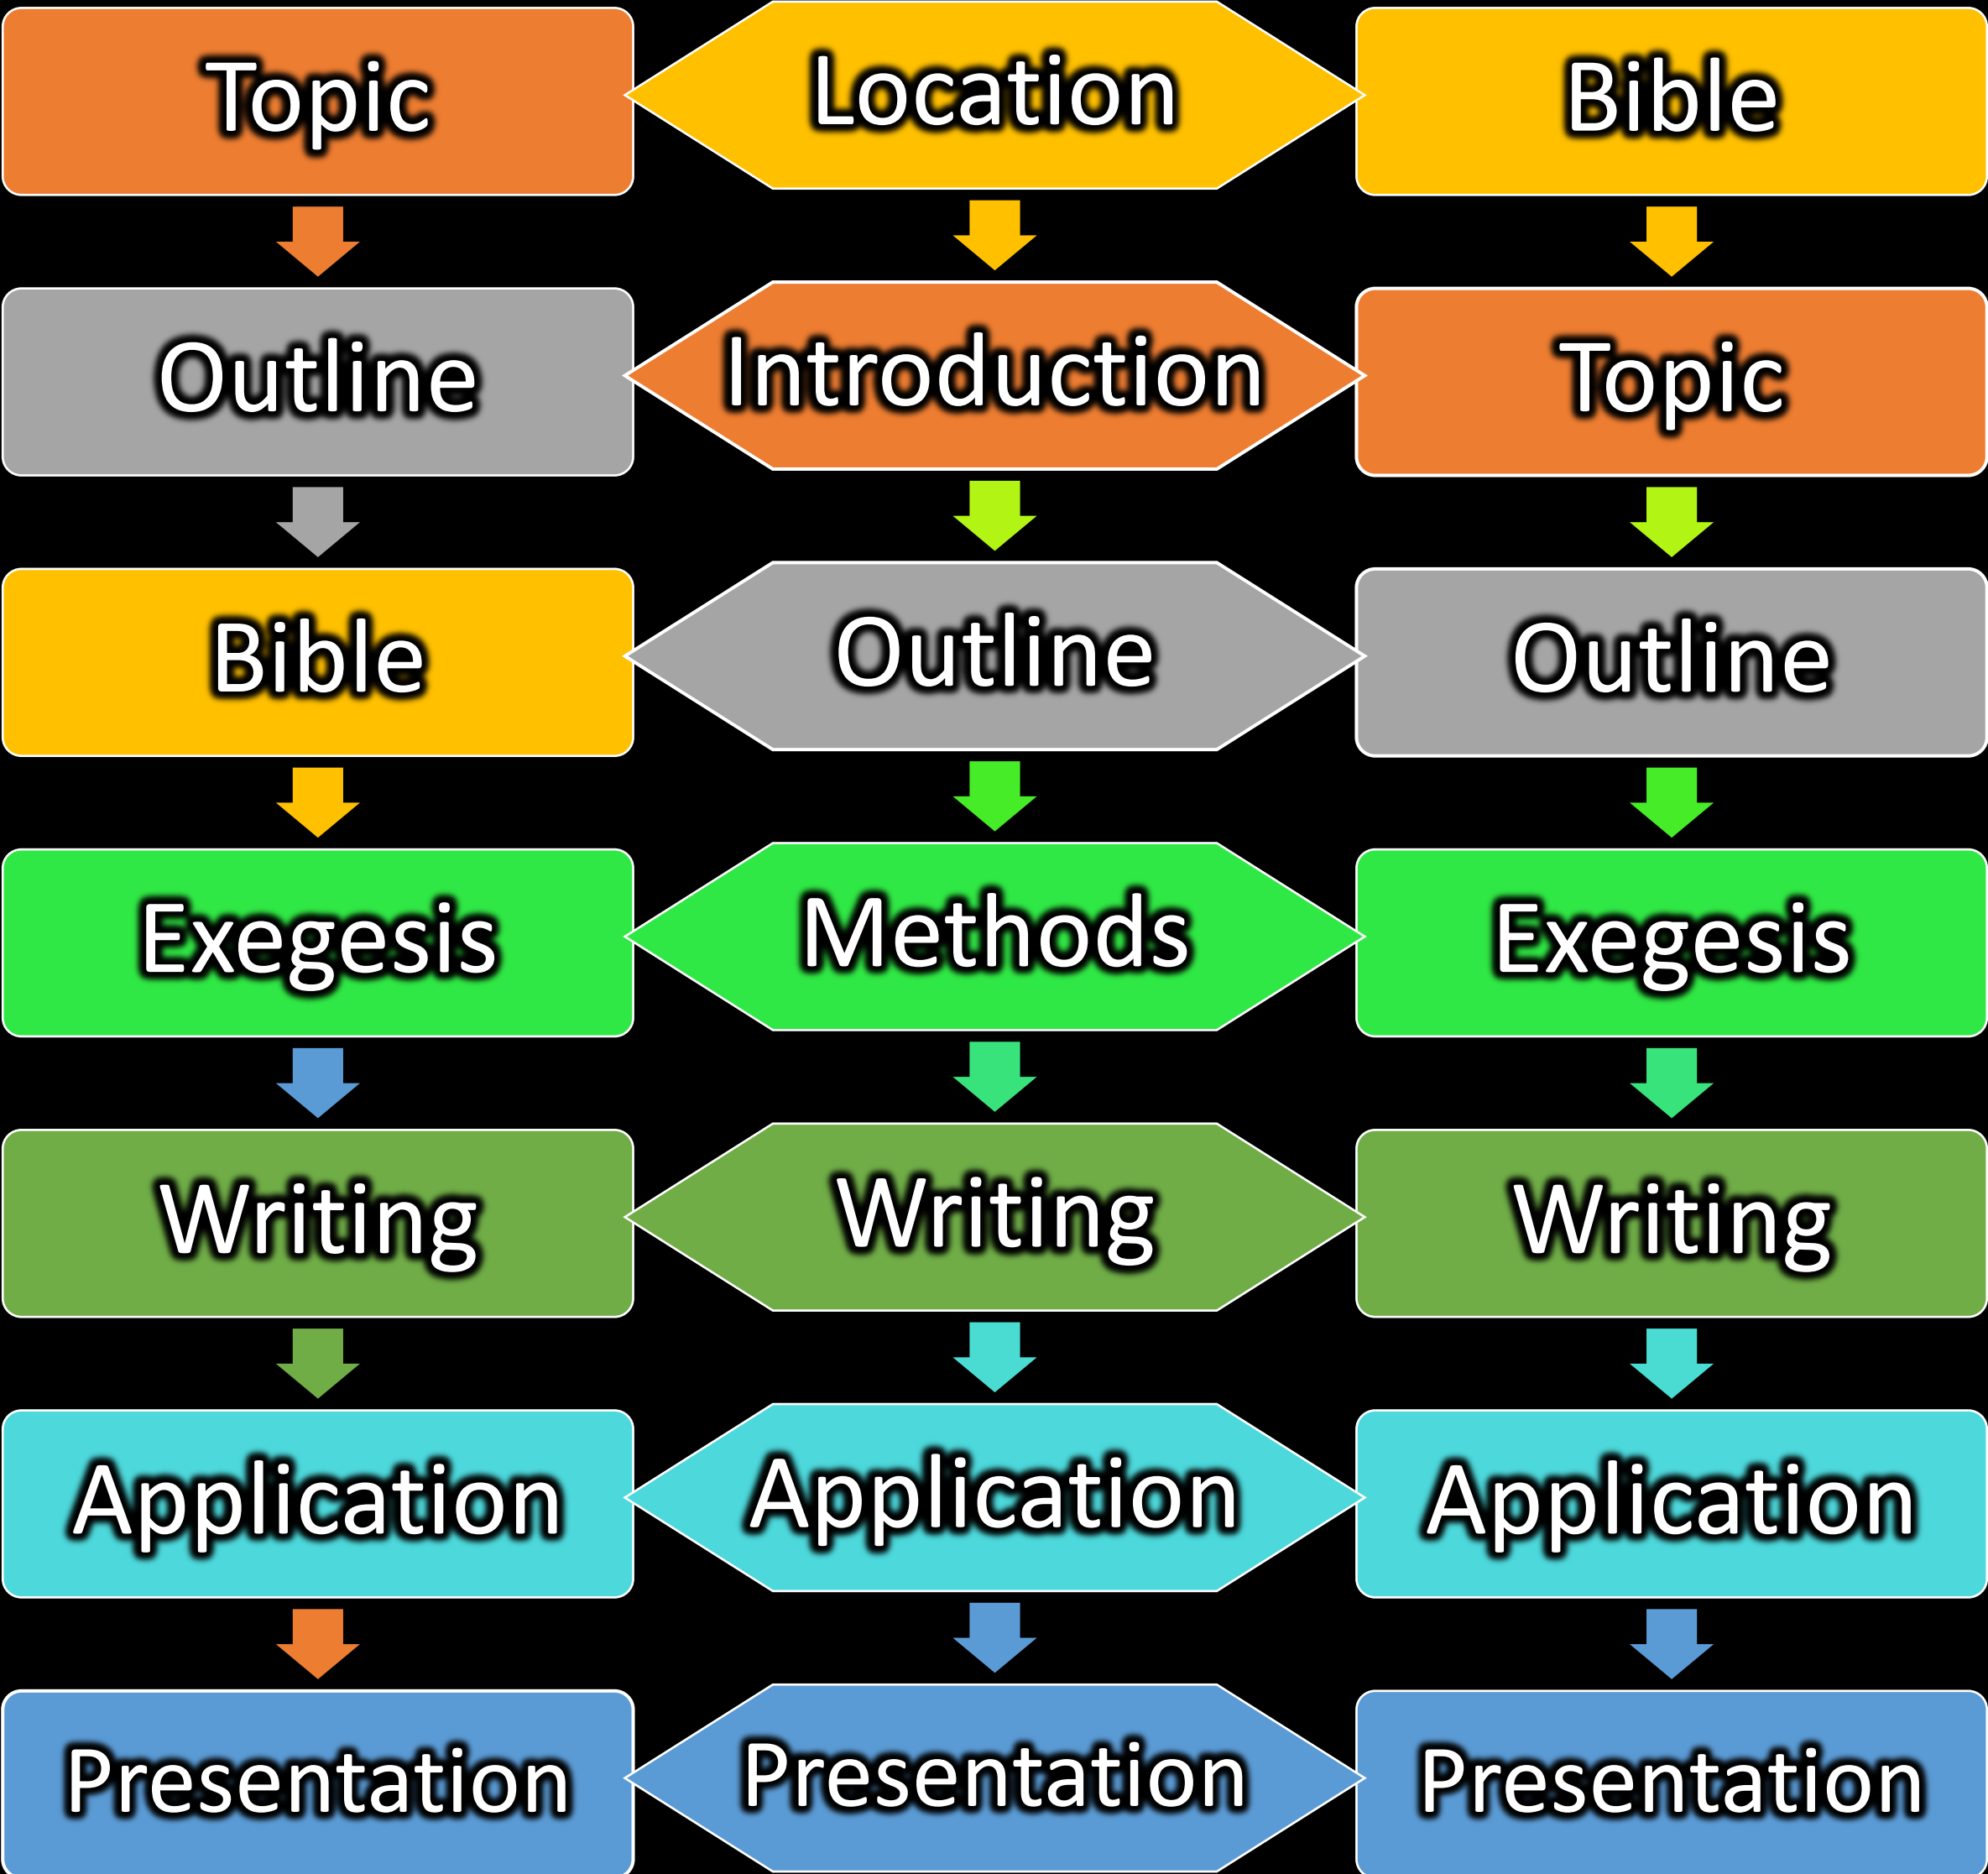 Topic
Location
Bible
Outline
Introduction
Topic
Bible
Outline
Outline
Exegesis
Methods
Exegesis
Writing
Writing
Writing
Application
Application
Application
Presentation
Presentation
Presentation